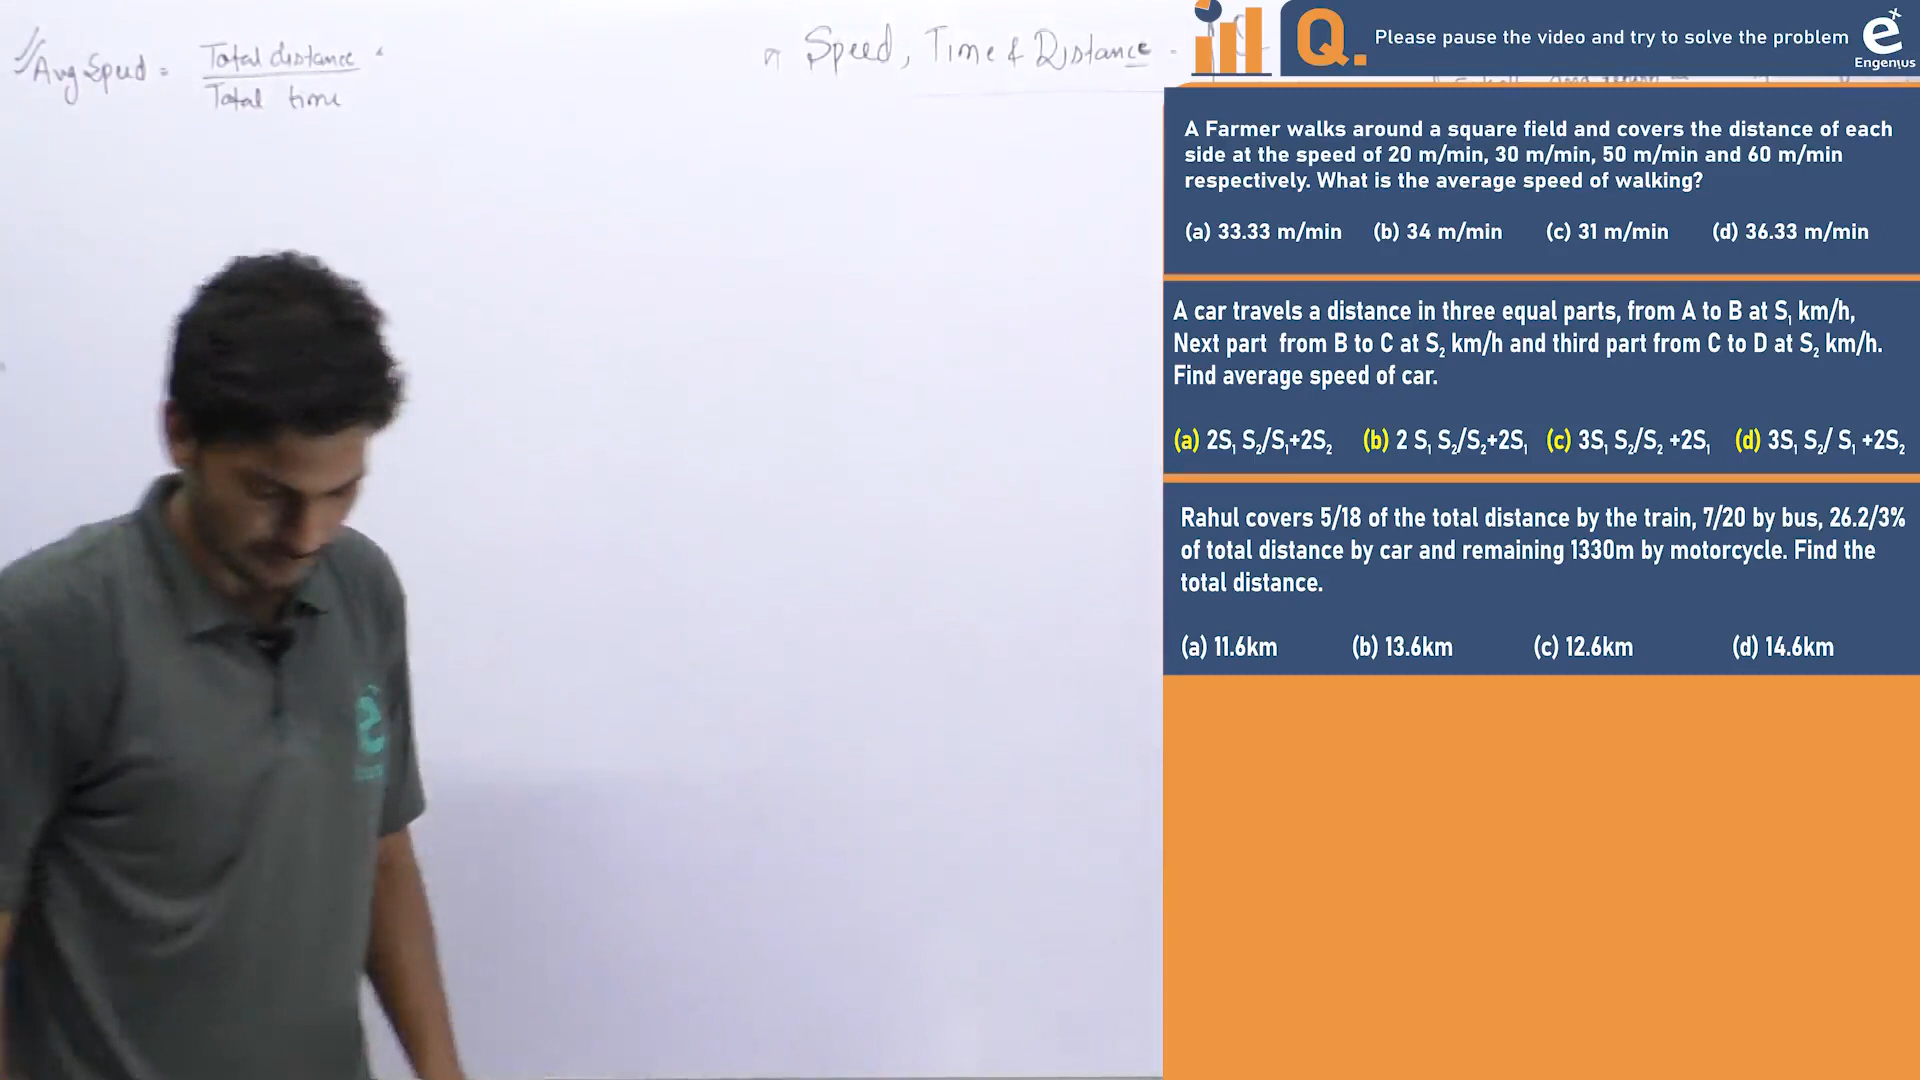 Avg Speed = Total distance
Total time
Speed, Time & Distance -
Q.
Please pause the video and try to solve the problem
eˣ
Engenius
A Farmer walks around a square field and covers the distance of each
side at the speed of 20 m/min, 30 m/min, 50 m/min and 60 m/min
respectively. What is the average speed of walking?
(a) 33.33 m/min (b) 34 m/min (c) 31 m/min (d) 36.33 m/min
A car travels a distance in three equal parts, from A to B at S₁ km/h,
Next part from B to C at S₂ km/h and third part from C to D at S₂ km/h.
Find average speed of car.
(a) 2S₁ S₂/S₁+2S₂ (b) 2 S₁ S₂/S₂+2S₁ (c) 3S₁ S₂/S₂ +2S₁ (d) 3S₁ S₂/ S₁ +2S₂
Rahul covers 5/18 of the total distance by the train, 7/20 by bus, 26.2/3%
of total distance by car and remaining 1330m by motorcycle. Find the
total distance.
(a) 11.6km (b) 13.6km (c) 12.6km (d) 14.6km